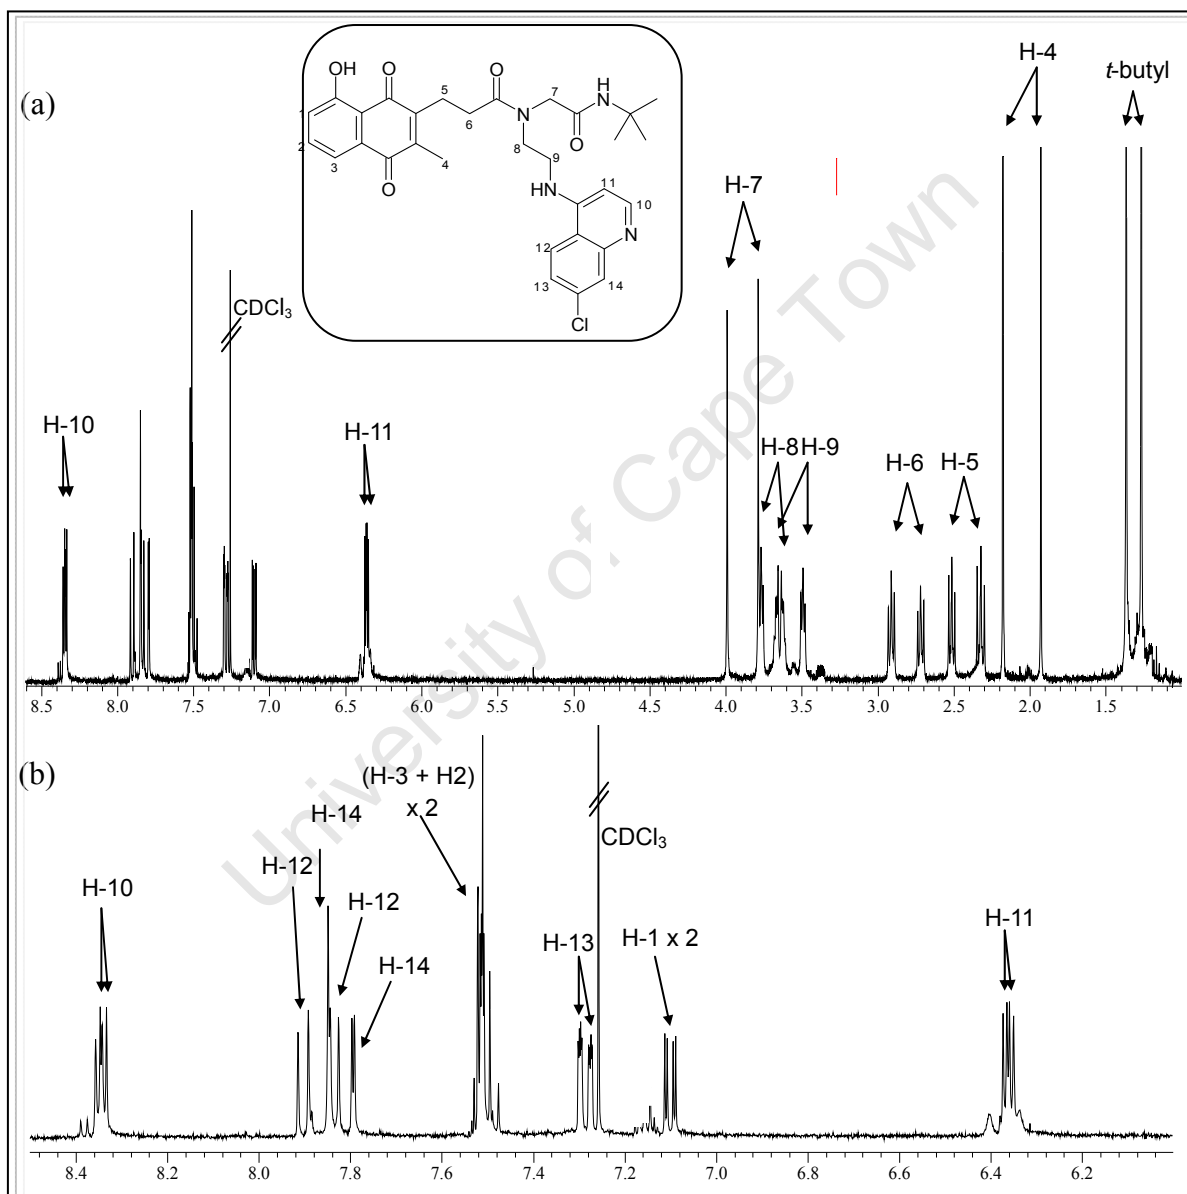 (a)
OH
O
O
O
N
H
N
O
HN
N
Cl
1
2
3
4
5
6
7
8
9
10
11
12
13
14
H-4
t-butyl
H-7
CDCl₃
H-10
H-11
H-8 H-9
H-6
H-5
8.5 8.0 7.5 7.0 6.5 6.0 5.5 5.0 4.5 4.0 3.5 3.0 2.5 2.0 1.5
(b)
(H-3 + H2)
x 2
H-14
H-12
CDCl₃
H-10
H-12
H-14
H-13
H-1 x 2
H-11
8.4 8.2 8.0 7.8 7.6 7.4 7.2 7.0 6.8 6.6 6.4 6.2
University of Cape Town